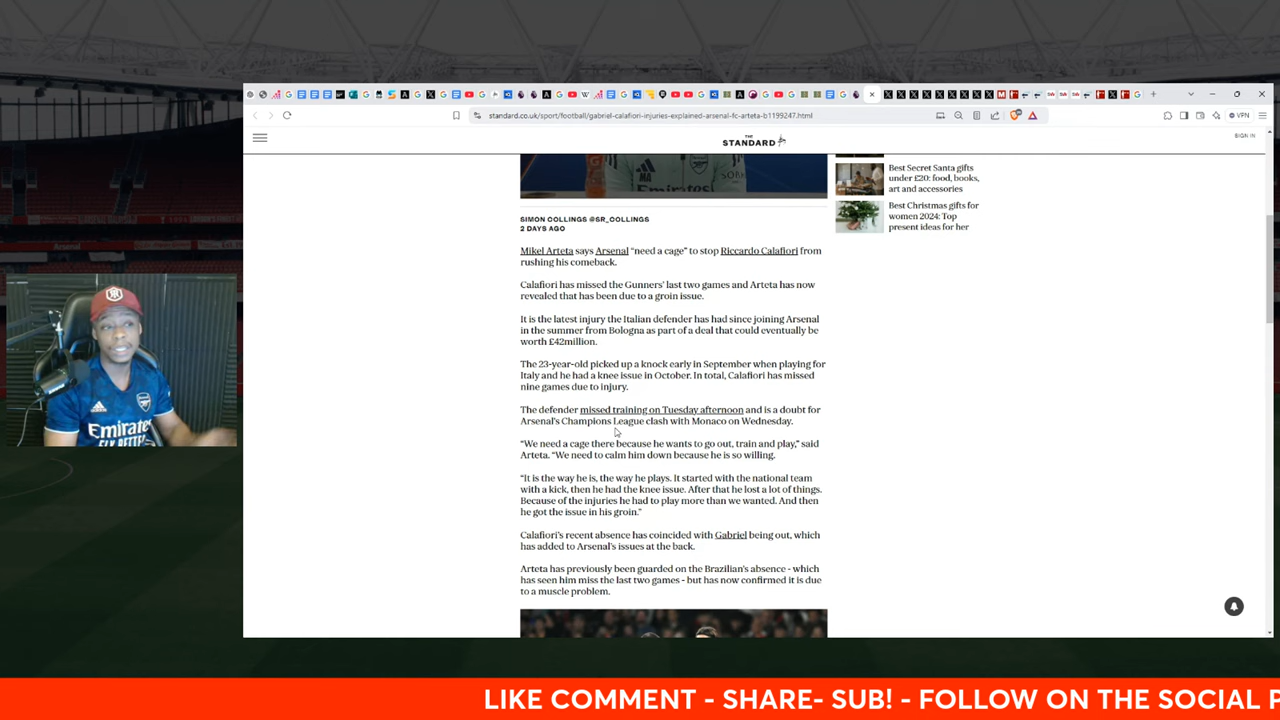 standard.co.uk/sport/football/gabriel-calafiori-injuries-explained-arsenal-fc-arteta-b1199247.html
VPN
THE
STANDARD
SIGN IN
Emirates
FLY BETTER
SOBR
Best Secret Santa gifts
under £20: food, books,
art and accessories
Best Christmas gifts for
women 2024: Top
present ideas for her
SIMON COLLINGS @SR_COLLINGS
2 DAYS AGO
Mikel Arteta says Arsenal “need a cage” to stop Riccardo Calafiori from
rushing his comeback.
Calafiori has missed the Gunners’ last two games and Arteta has now
revealed that has been due to a groin issue.
It is the latest injury the Italian defender has had since joining Arsenal
in the summer from Bologna as part of a deal that could eventually be
worth £42million.
The 23-year-old picked up a knock early in September when playing for
Italy and he had a knee issue in October. In total, Calafiori has missed
nine games due to injury.
The defender missed training on Tuesday afternoon and is a doubt for
Arsenal’s Champions League clash with Monaco on Wednesday.
“We need a cage there because he wants to go out, train and play,” said
Arteta. “We need to calm him down because he is so willing.
“It is the way he is, the way he plays. It started with the national team
with a kick, then he had the knee issue. After that he lost a lot of things.
Because of the injuries he had to play more than we wanted. And then
he got the issue in his groin.”
Calafiori’s recent absence has coincided with Gabriel being out, which
has added to Arsenal’s issues at the back.
Arteta has previously been guarded on the Brazilian’s absence - which
has seen him miss the last two games - but has now confirmed it is due
to a muscle problem.
LIKE COMMENT - SHARE- SUB! - FOLLOW ON THE SOCIAL